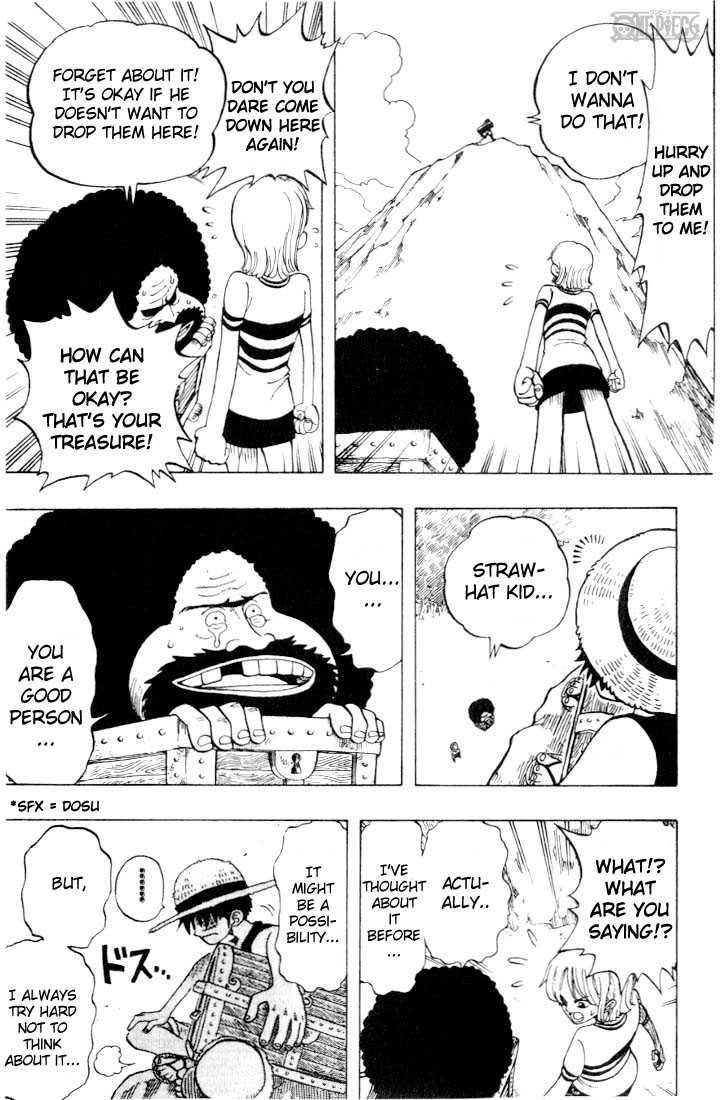 ONE PIECE
I DON'T
WANNA
DO THAT!
HURRY
UP AND
DROP
THEM
TO ME!
DON'T YOU
DARE COME
DOWN HERE
AGAIN!
FORGET ABOUT IT!
IT'S OKAY IF HE
DOESN'T WANT TO
DROP THEM HERE!
HOW CAN
THAT BE
OKAY?
THAT'S YOUR
TREASURE!
STRAW-
HAT KID...
YOU...
...
YOU
ARE A
GOOD
PERSON
...
*SFX = DOSU
WHAT!?
WHAT
ARE YOU
SAYING!?
ACTU-
ALLY..
I'VE
THOUGHT
ABOUT
IT
BEFORE
...
IT
MIGHT
BE A
POSSI-
BILITY...
ドス...
BUT,
I ALWAYS
TRY HARD
NOT TO
THINK
ABOUT IT...